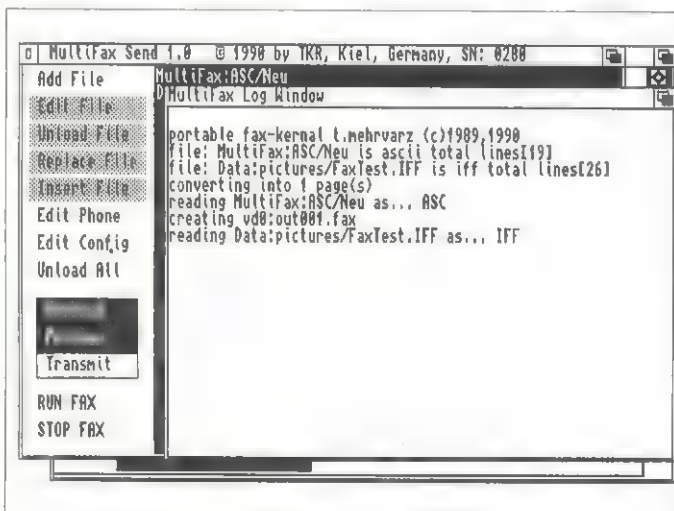 MultiFax Send 1.0 © 1990 by TKR, Kiel, Germany, SN: 0280
Add File
Edit File
Unload File
Replace File
Insert File
Edit Phone
Edit Config
Unload All
Transmit
RUN FAX
STOP FAX
MultiFax:ASC/Neu
D
MultiFax Log Window
portable fax-kernal t.mehrvarz (c)1989,1990
file: MultiFax:ASC/Neu is ascii total lines[19]
file: Data:pictures/FaxTest.IFF is iff total lines[26]
converting into 1 page(s)
reading MultiFax:ASC/Neu as... ASC
creating vd0:out001.fax
reading Data:pictures/FaxTest.IFF as... IFF